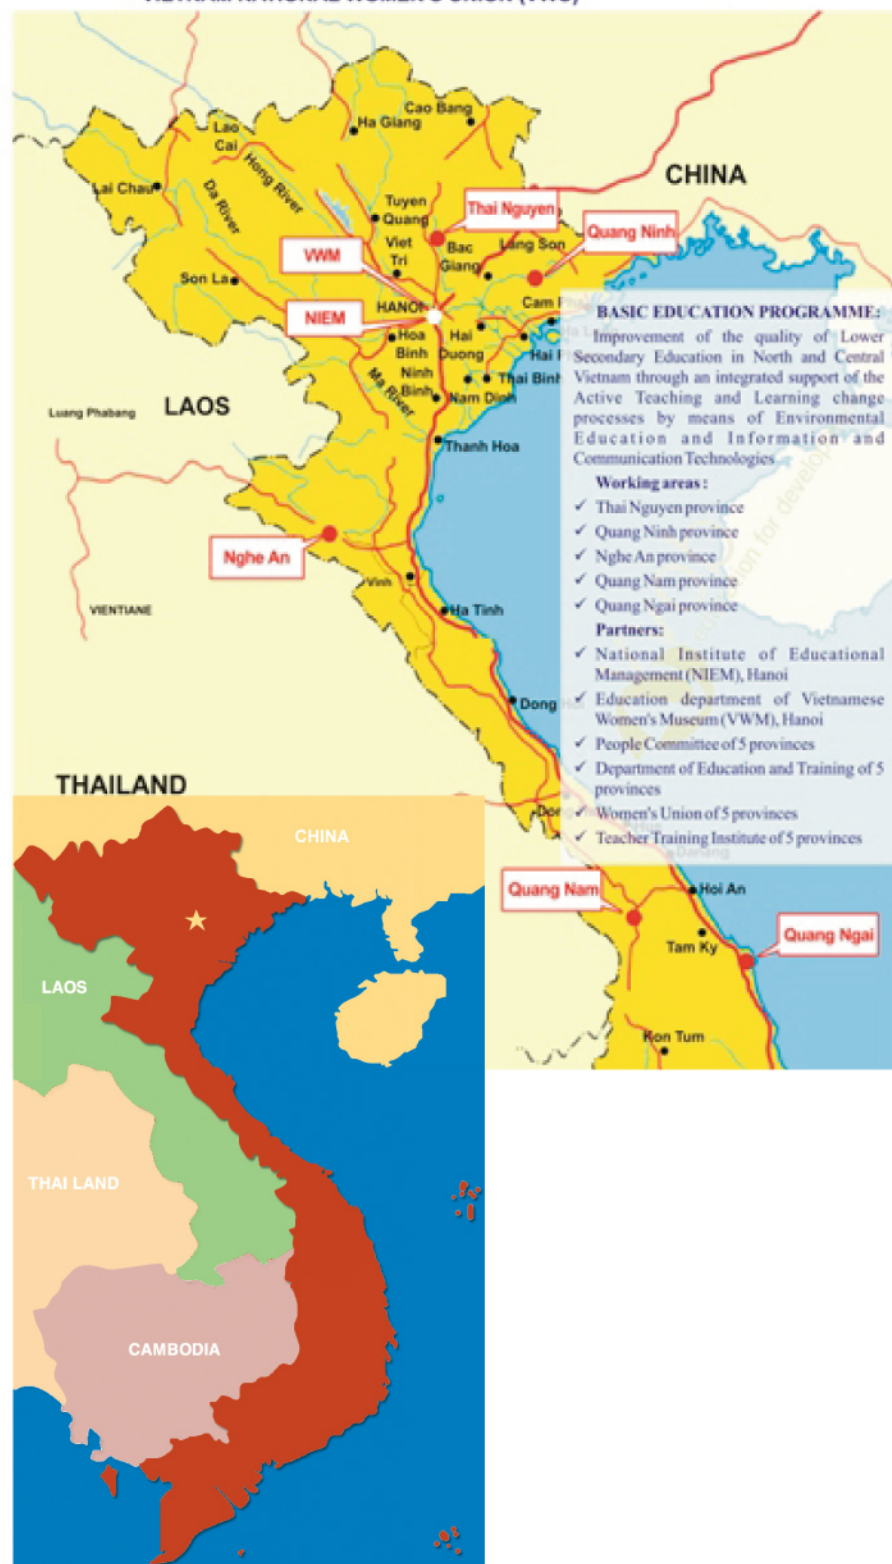 Cao Bang
Ha Giang
Lao
Cai
Hong River
CHINA
Lai Chau
Da River
Tuyen
Quang
Thai Nguyen
Quang Ninh
Lang Son
Viet
Tri
Bac
Giang
VWM
Son La
HANOI
Cam
NIEM
Hoa
Binh
Hai
Duong
Hai
Ninh
Binh
Thai Binh
Nam Dinh
Ma River
LAOS
Luang Phabang
Thanh Hoa
Nghe An
Vinh
VIENTIANE
Ha Tinh
Dong
THAILAND
BASIC EDUCATION PROGRAMME:
Improvement of the quality of Lower
Secondary Education in North and Central
Vietnam through an integrated support of the
Active Teaching and Learning change
processes by means of Environmental
Education and Information and
Communication Technologies
Working areas :
✓ Thai Nguyen province
✓ Quang Ninh province
✓ Nghe An province
✓ Quang Nam province
✓ Quang Ngai province
Partners:
✓ National Institute of Educational
Management (NIEM), Hanoi
✓ Education department of Vietnamese
Women's Museum (VWM), Hanoi
✓ People Committee of 5 provinces
✓ Department of Education and Training of 5
provinces
✓ Women's Union of 5 provinces
✓ Teacher Training Institute of 5 provinces
Danang
Quang Nam
Hoi An
Tam Ky
Quang Ngai
Kon Tum
CHINA
LAOS
THAI LAND
CAMBODIA